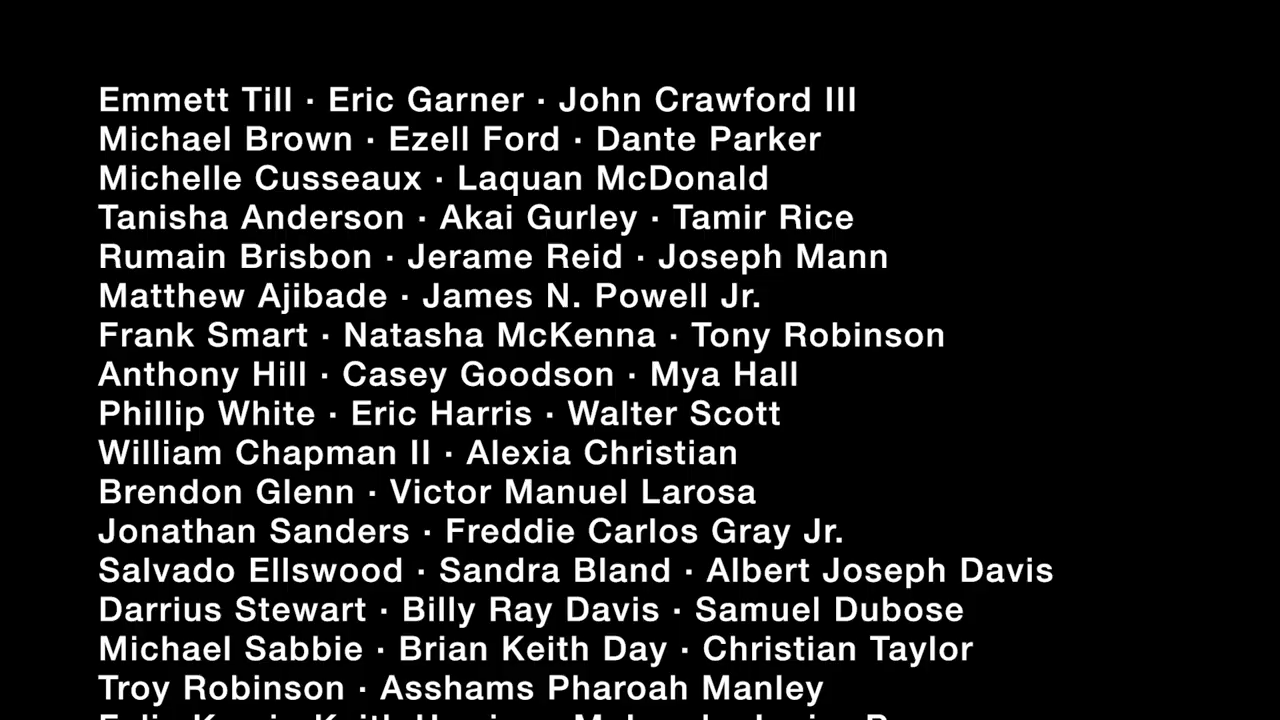 Emmett Till · Eric Garner · John Crawford III
Michael Brown · Ezell Ford · Dante Parker
Michelle Cusseaux · Laquan McDonald
Tanisha Anderson · Akai Gurley · Tamir Rice
Rumain Brisbon · Jerame Reid · Joseph Mann
Matthew Ajibade · James N. Powell Jr.
Frank Smart · Natasha McKenna · Tony Robinson
Anthony Hill · Casey Goodson · Mya Hall
Phillip White · Eric Harris · Walter Scott
William Chapman II · Alexia Christian
Brendon Glenn · Victor Manuel Larosa
Jonathan Sanders · Freddie Carlos Gray Jr.
Salvado Ellswood · Sandra Bland · Albert Joseph Davis
Darrius Stewart · Billy Ray Davis · Samuel Dubose
Michael Sabbie · Brian Keith Day · Christian Taylor
Troy Robinson · Asshams Pharoah Manley